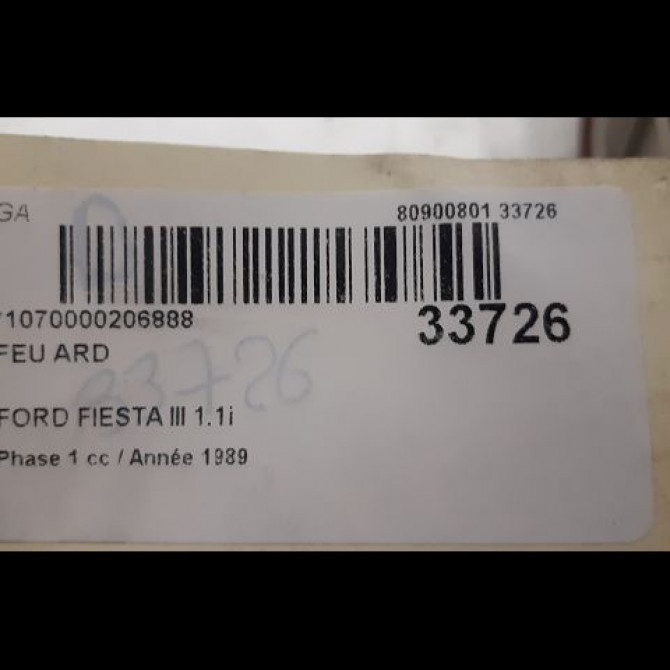 GA
80900801 33726
1070000206888
33726
FEU ARD
33726
FORD FIESTA III 1.1i
Phase 1 cc / Année 1989